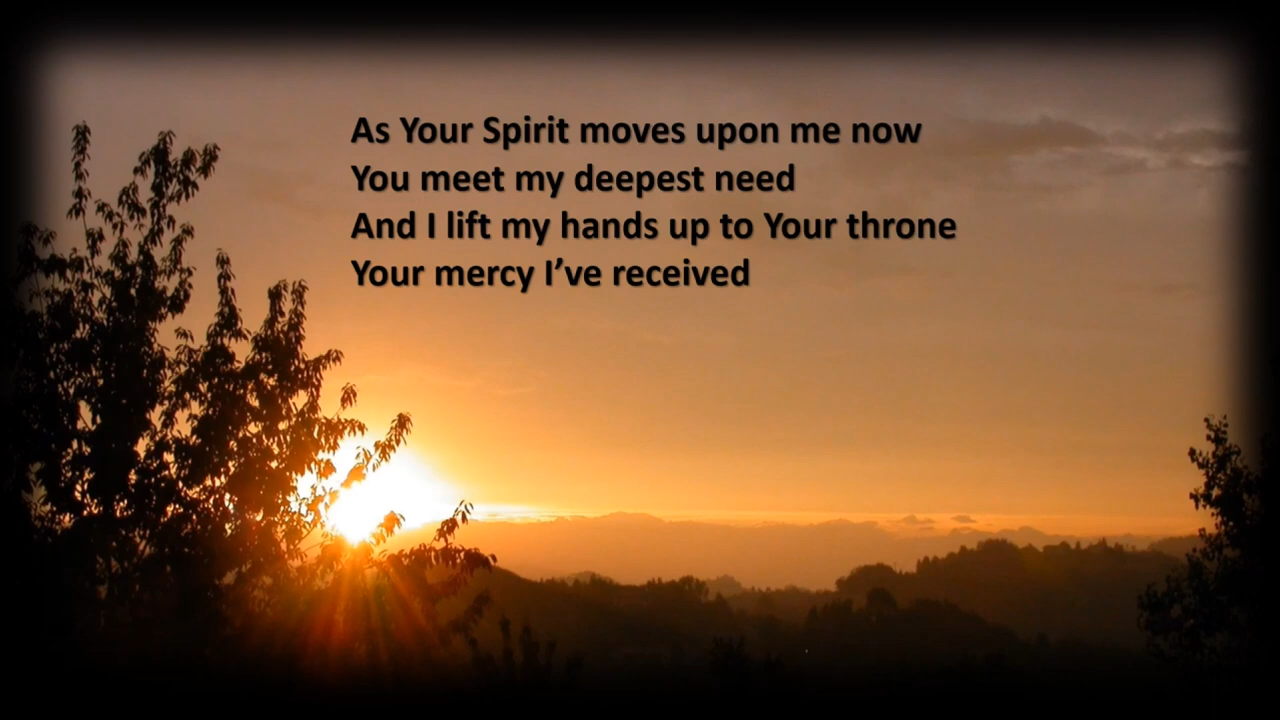 As Your Spirit moves upon me now
You meet my deepest need
And I lift my hands up to Your throne
Your mercy I’ve received